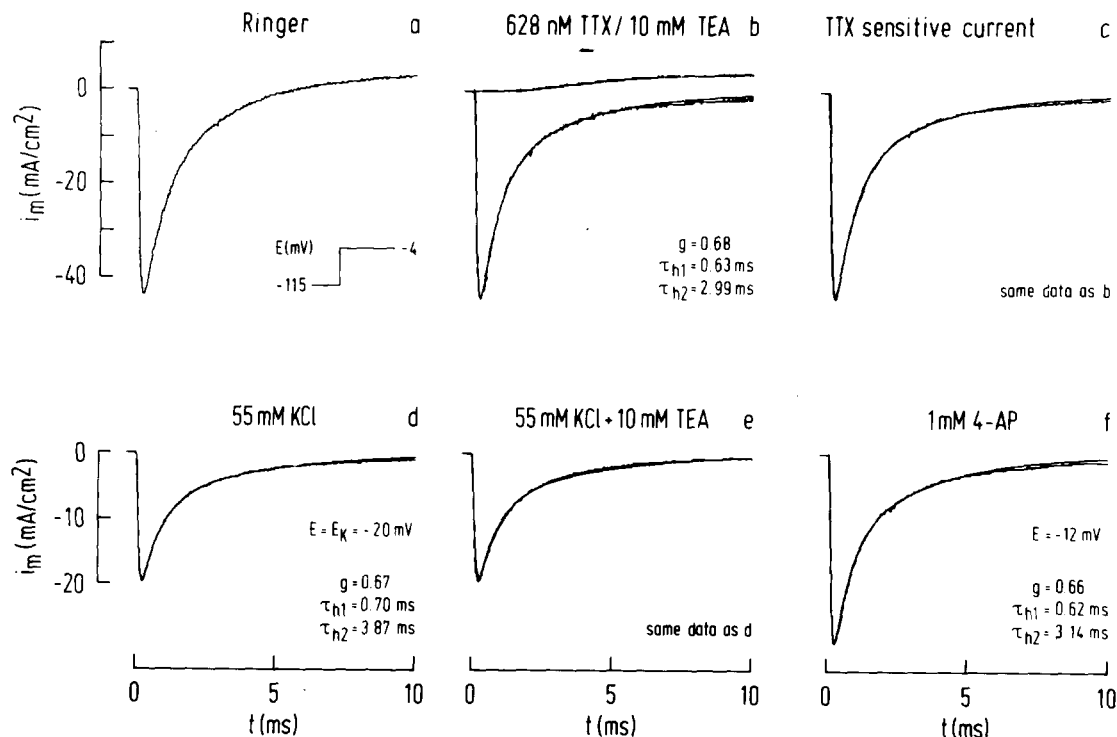 Ringer a
628 nM TTX / 10 mM TEA b
TTX sensitive current c
i_m (mA/cm²)
0
-20
-40
E(mV)
-4
-115
g = 0.68
τ_h1 = 0.63 ms
τ_h2 = 2.99 ms
same data as b
55 mM KCl d
55 mM KCl + 10 mM TEA e
1 mM 4-AP f
i_m (mA/cm²)
0
-10
-20
E = E_K = -20 mV
g = 0.67
τ_h1 = 0.70 ms
τ_h2 = 3.87 ms
same data as d
E = -12 mV
g = 0.66
τ_h1 = 0.62 ms
τ_h2 = 3.14 ms
0 5 10
0 5 10
0 5 10
t (ms)
t (ms)
t (ms)